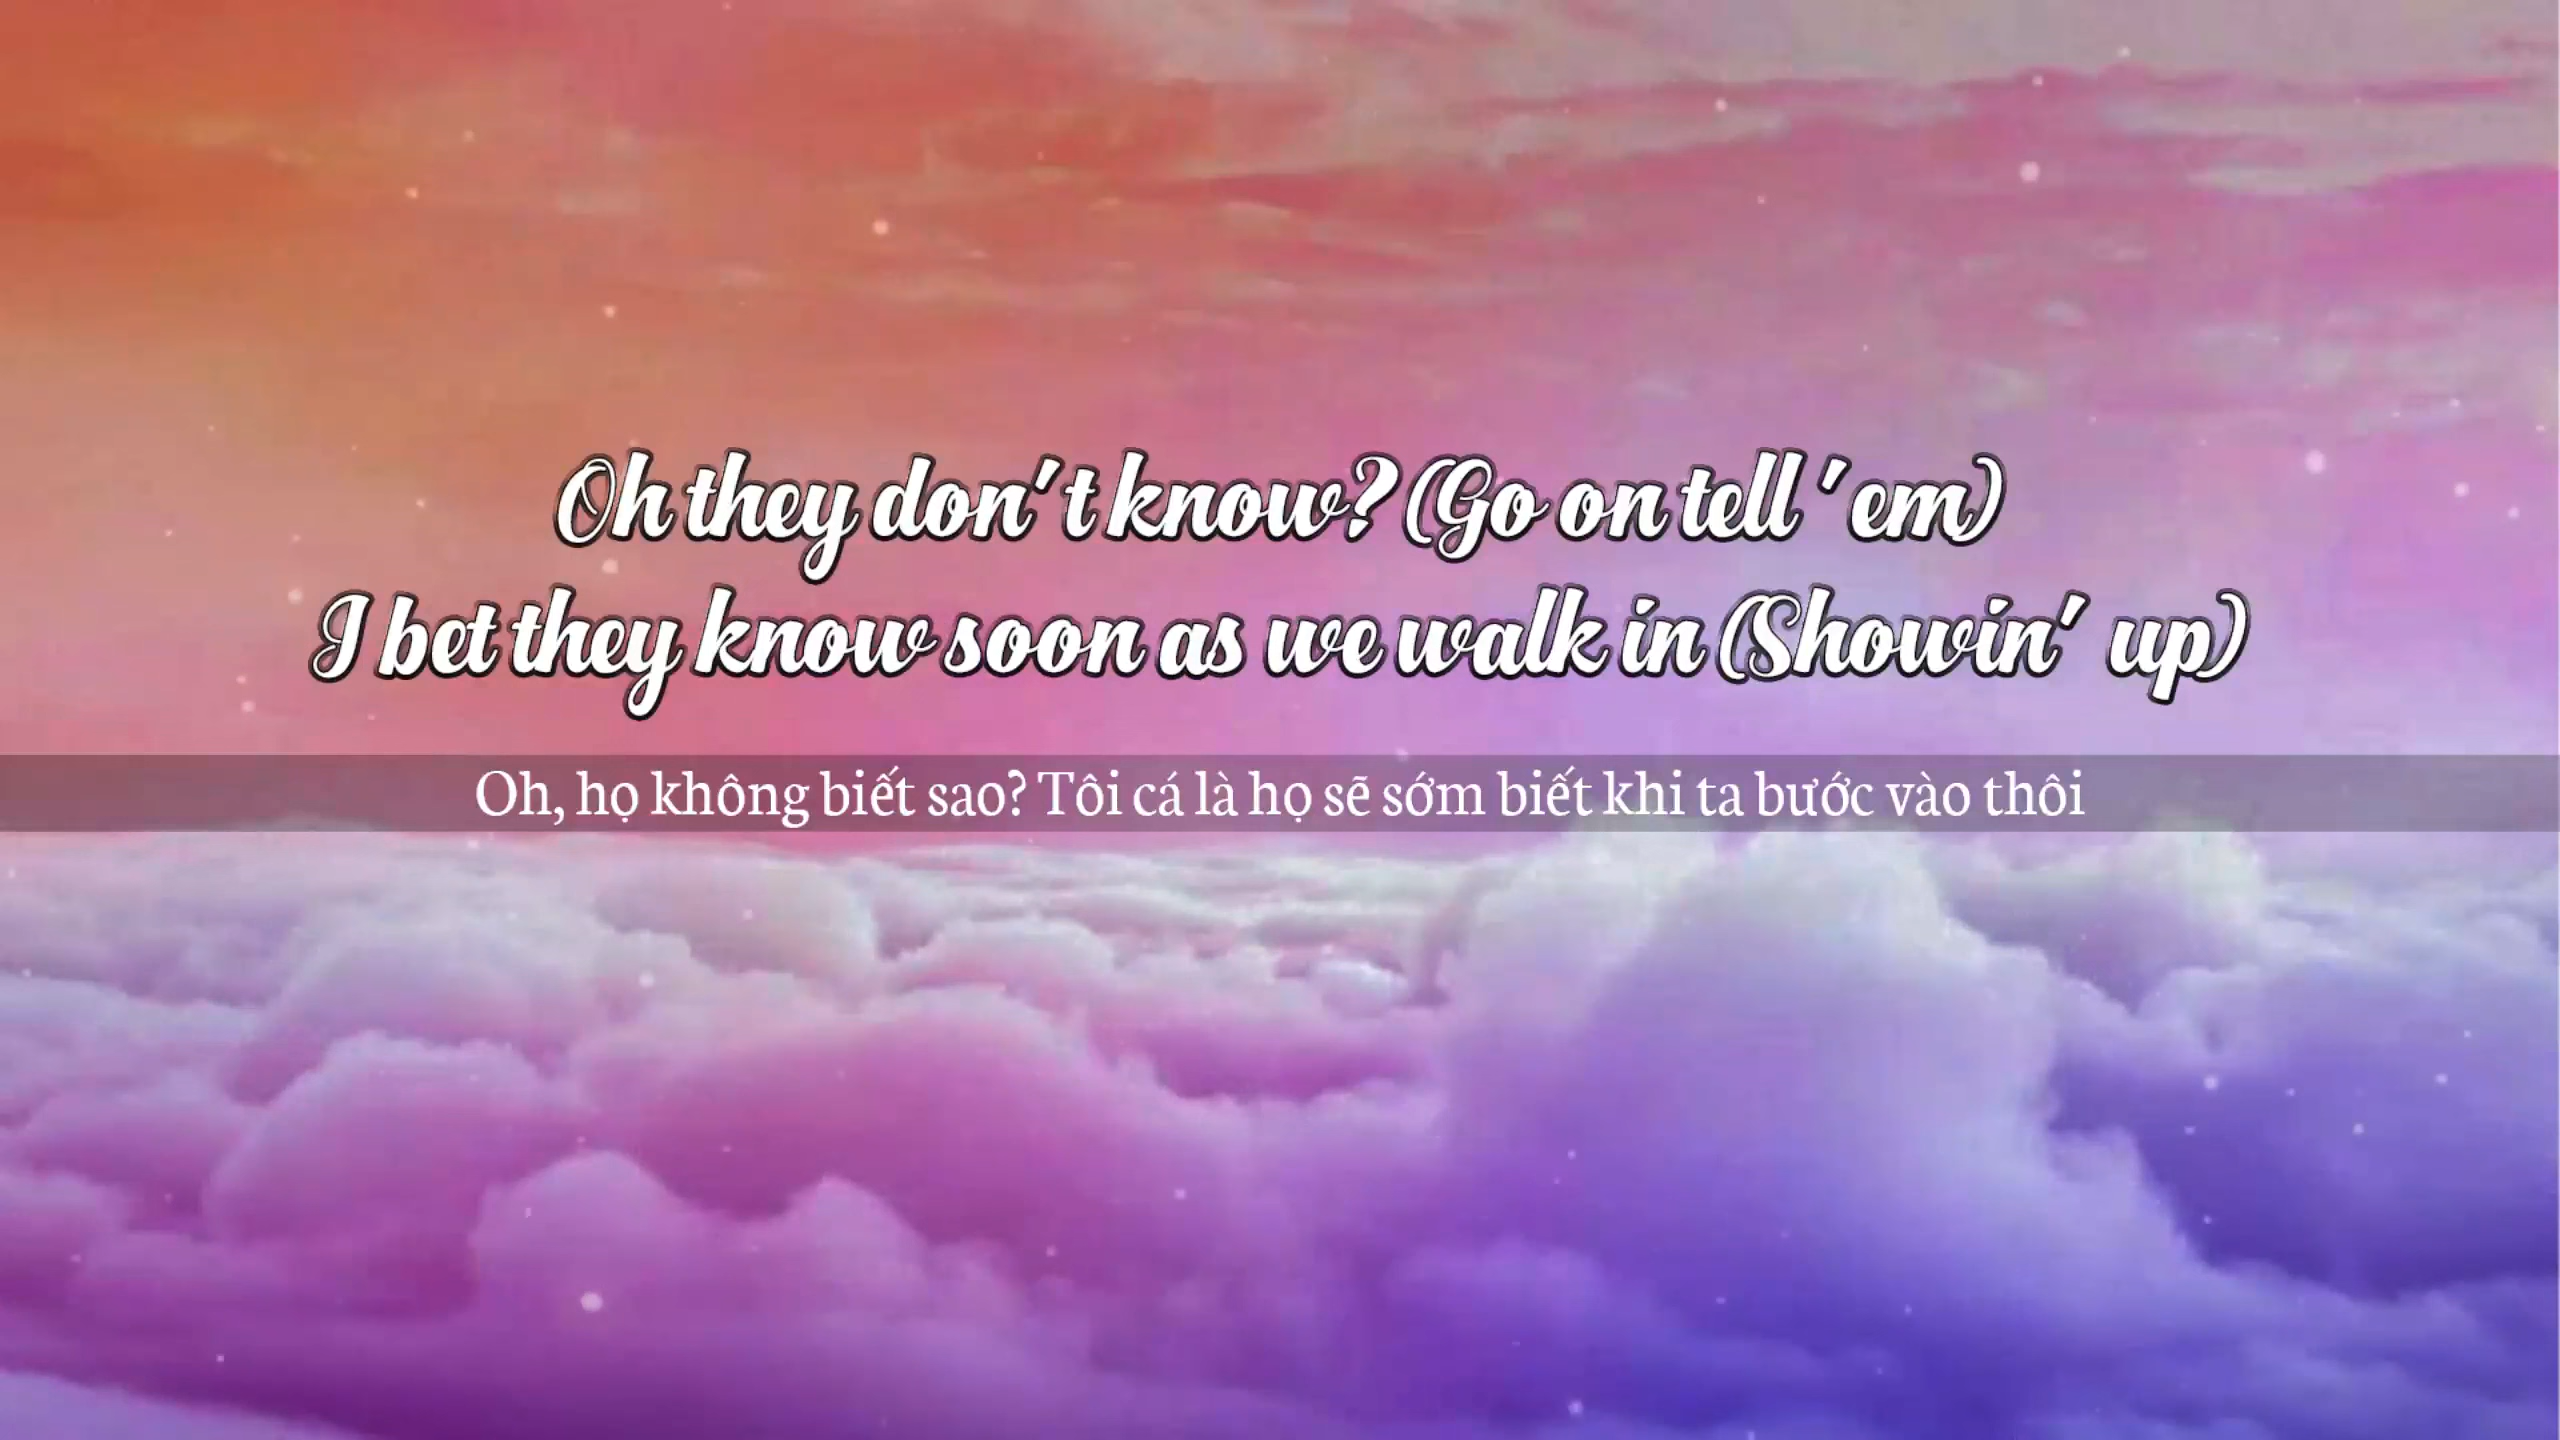 Oh they don't know? (Go on tell 'em)
I bet they know soon as we walk in (Showin' up)
Oh, họ không biết sao? Tôi cá là họ sẽ sớm biết khi ta bước vào thôi